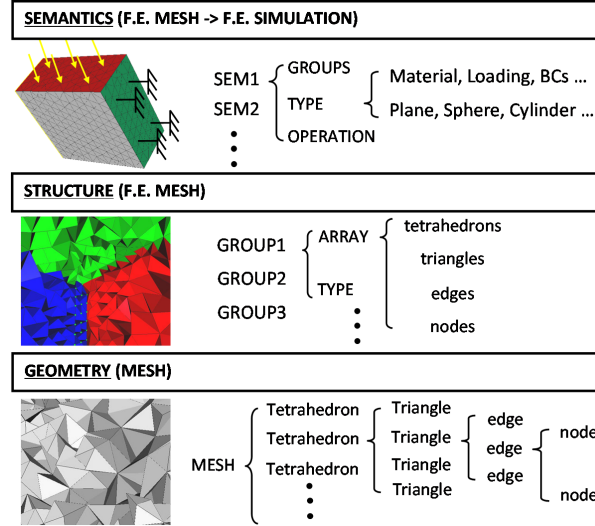 SEMANTICS (F.E. MESH -> F.E. SIMULATION)
SEM1
SEM2
GROUPS
TYPE
OPERATION
Material, Loading, BCs ...
Plane, Sphere, Cylinder ...
STRUCTURE (F.E. MESH)
GROUP1
GROUP2
GROUP3
ARRAY
TYPE
tetrahedrons
triangles
edges
nodes
GEOMETRY (MESH)
MESH
Tetrahedron
Tetrahedron
Tetrahedron
Triangle
Triangle
Triangle
Triangle
edge
edge
edge
node
node